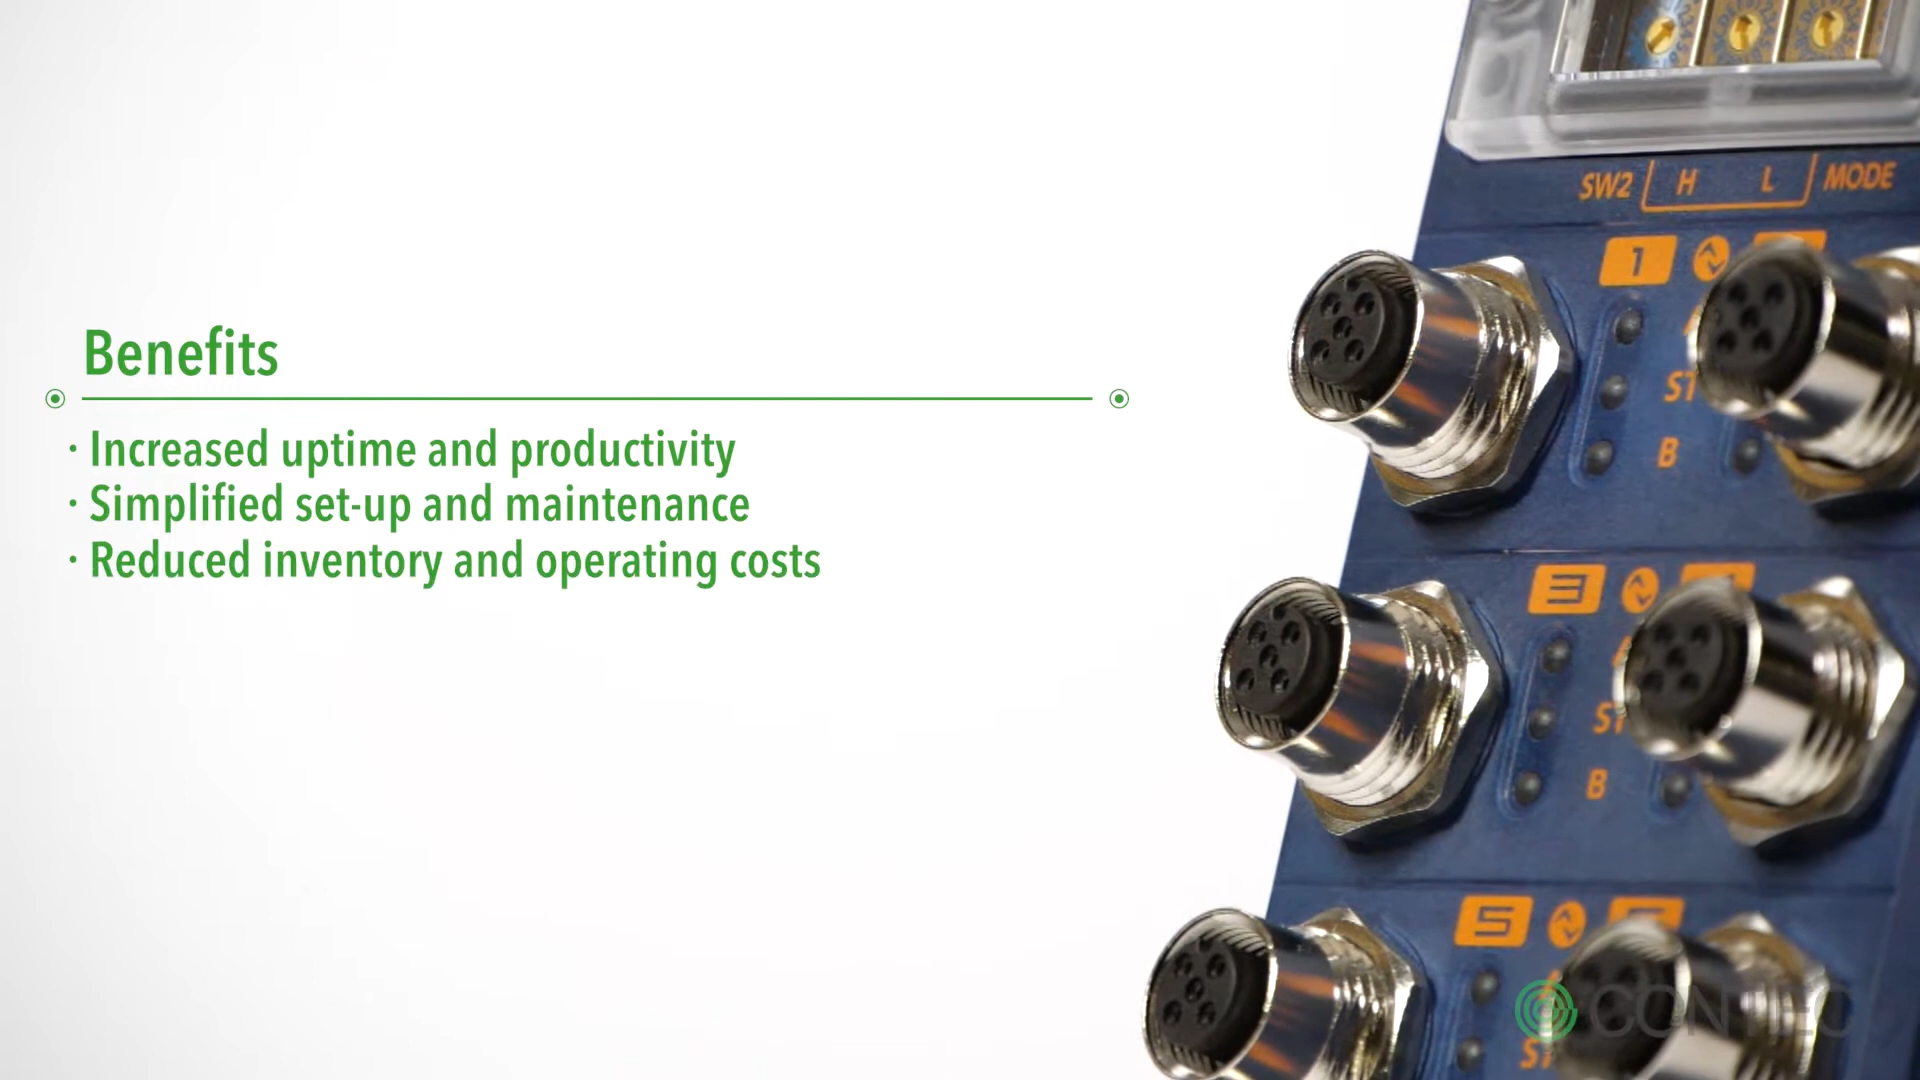 Benefits
· Increased uptime and productivity
· Simplified set-up and maintenance
· Reduced inventory and operating costs
SW2 H L MODE
1
B
3
B
5
CONTEC